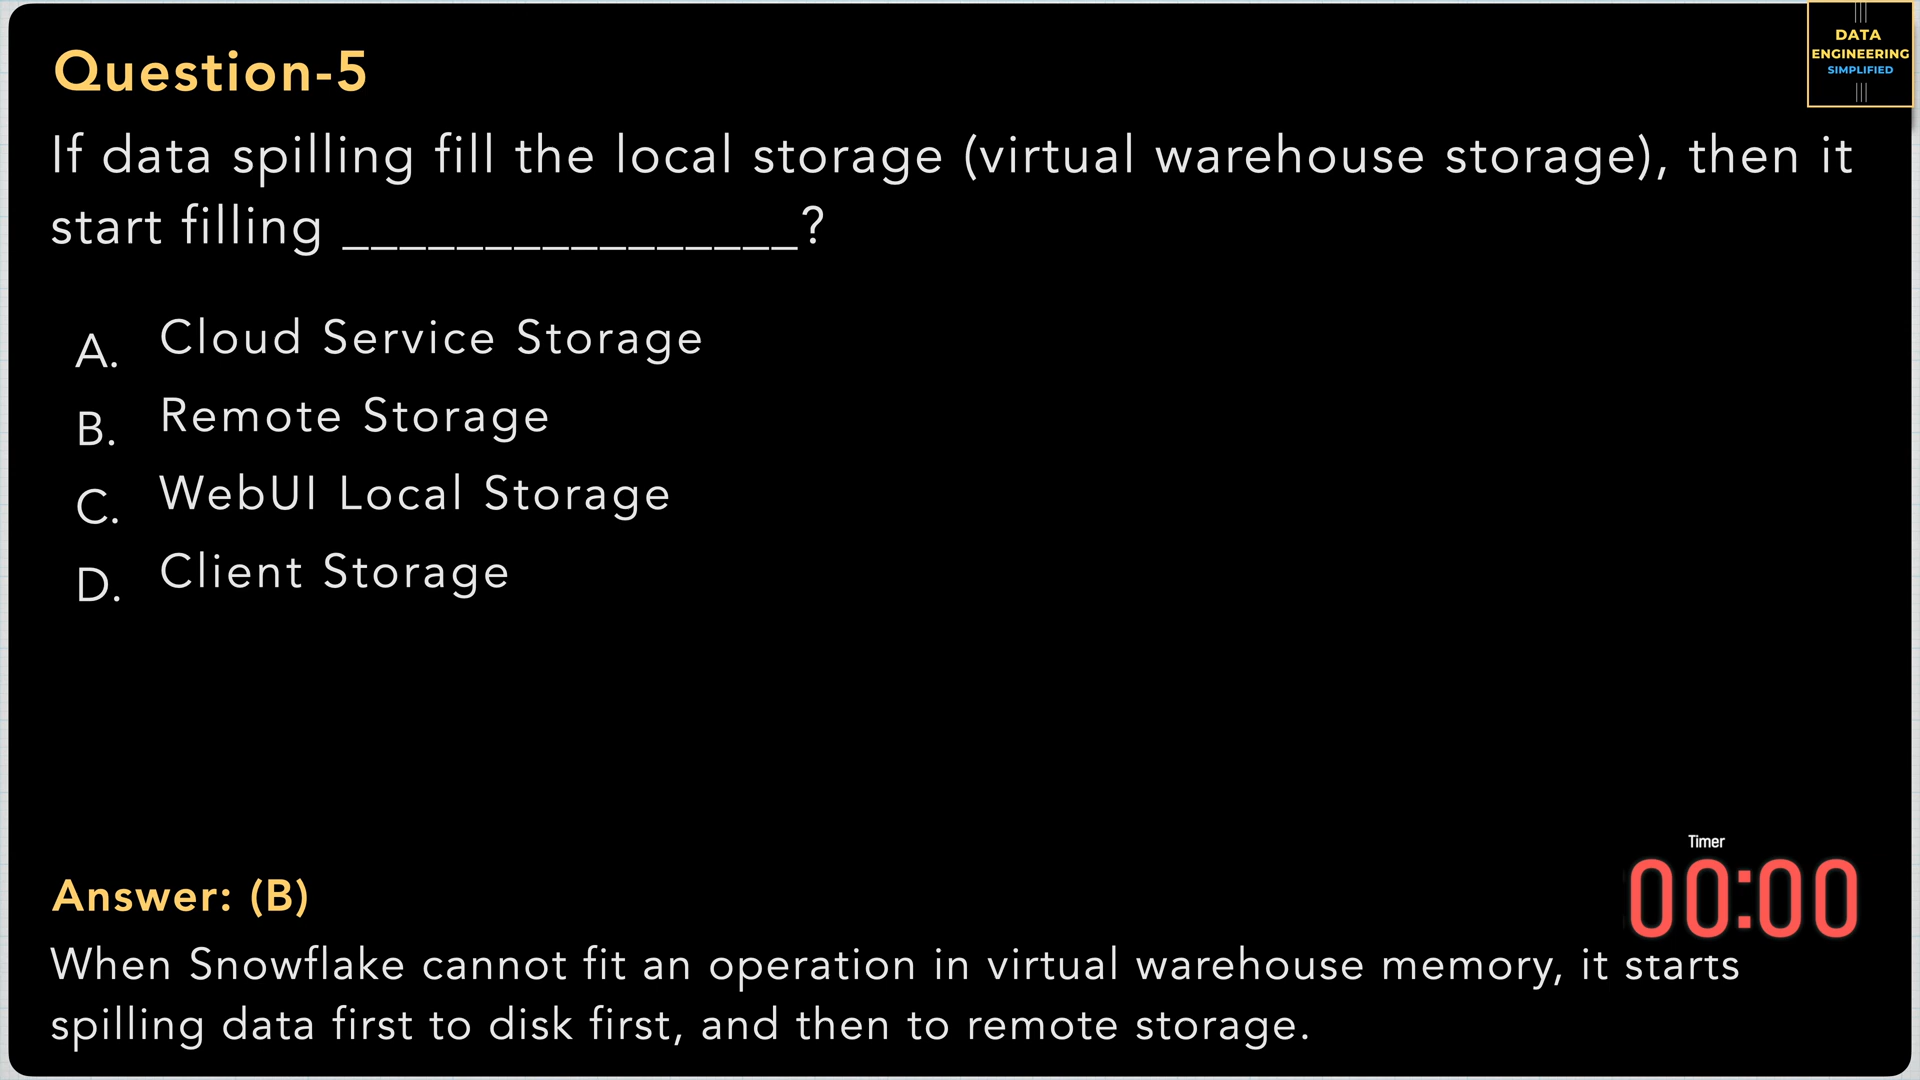 Question-5
DATA
ENGINEERING
SIMPLIFIED
If data spilling fill the local storage (virtual warehouse storage), then it
start filling ________________?
A. Cloud Service Storage
B. Remote Storage
C. WebUI Local Storage
D. Client Storage
Timer
00:00
Answer: (B)
When Snowflake cannot fit an operation in virtual warehouse memory, it starts
spilling data first to disk first, and then to remote storage.